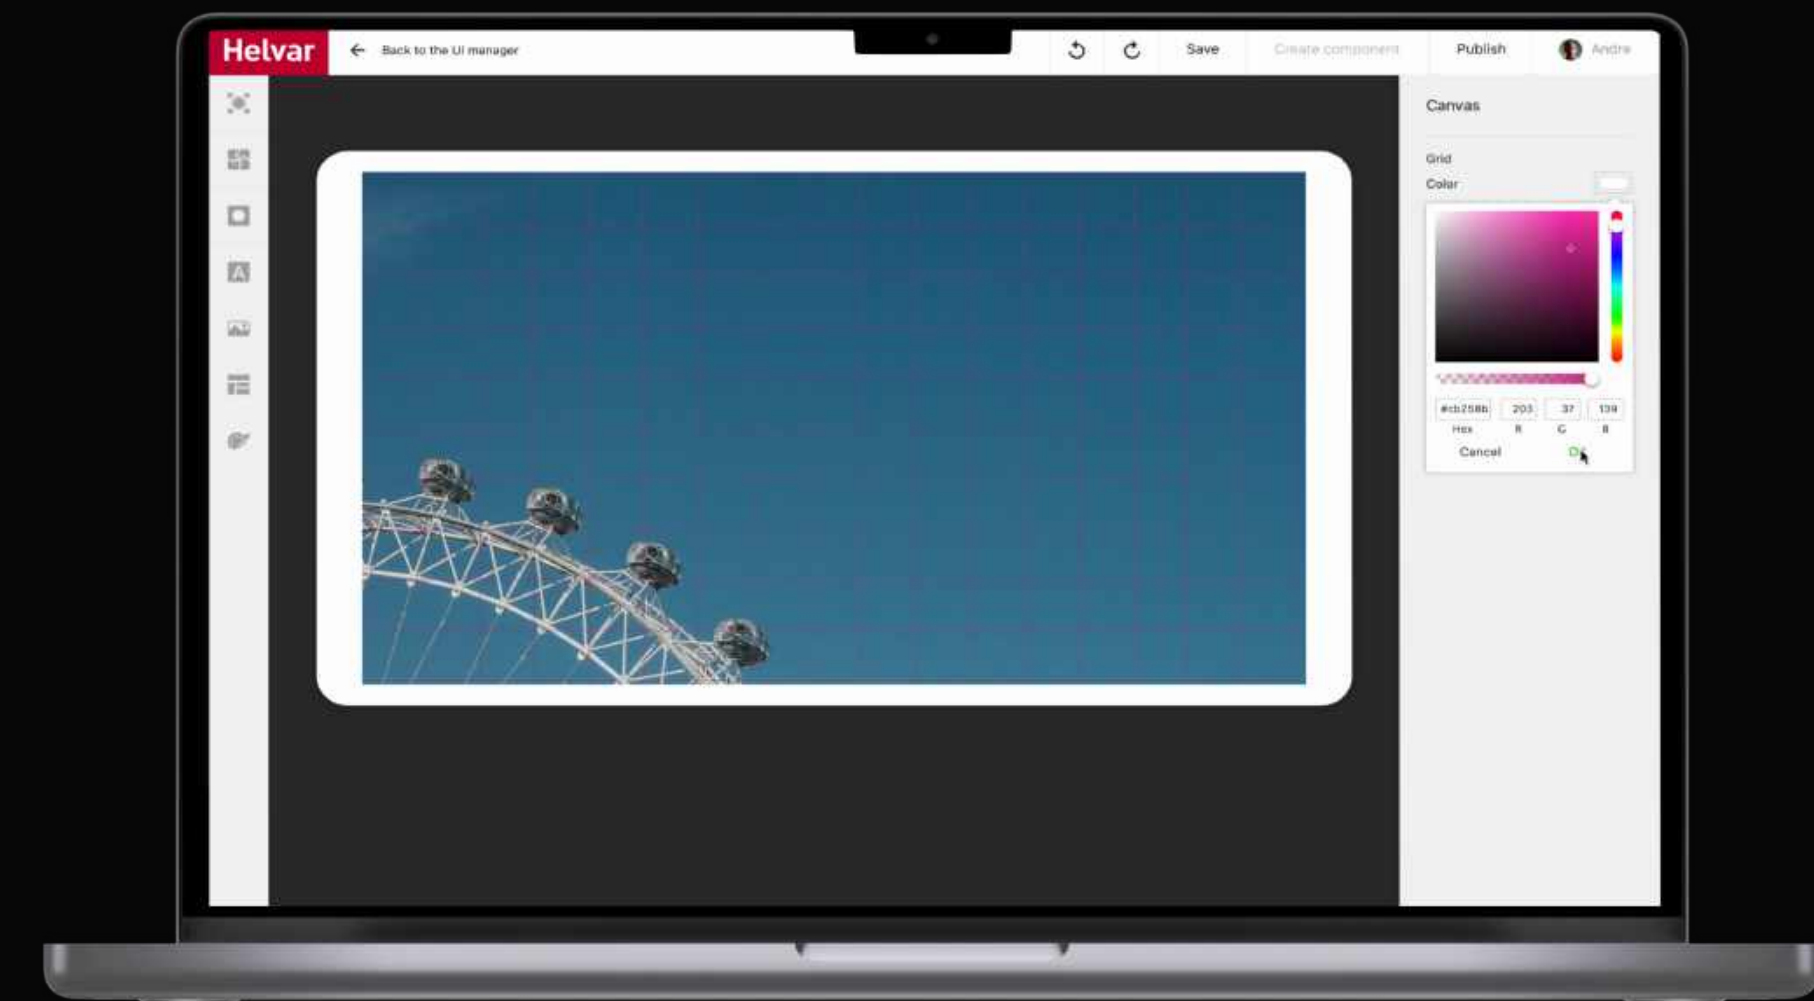 Helvar
Back to the UI manager
Save
Create component
Publish
Andre
Canvas
Grid
Color
#cb258b 203 37 139
Hex R G B
Cancel
A